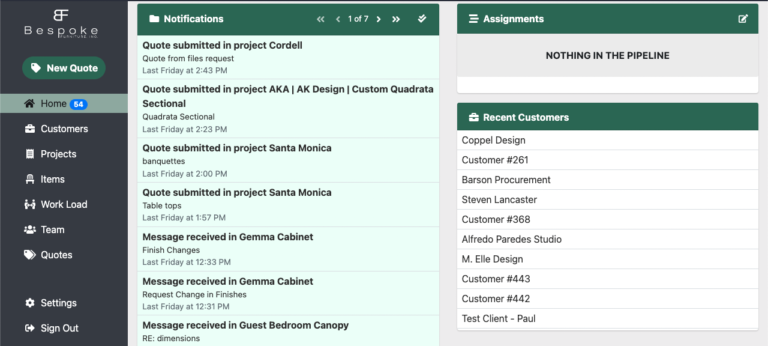 BF
Bespoke
FURNITURE INC.
New Quote
Home 54
Customers
Projects
Items
Work Load
Team
Quotes
Settings
Sign Out
Notifications
1 of 7
Quote submitted in project Cordell
Quote from files request
Last Friday at 2:43 PM
Quote submitted in project AKA | AK Design | Custom Quadrata
Sectional
Quadrata Sectional
Last Friday at 2:23 PM
Quote submitted in project Santa Monica
banquettes
Last Friday at 2:00 PM
Quote submitted in project Santa Monica
Table tops
Last Friday at 1:57 PM
Message received in Gemma Cabinet
Finish Changes
Last Friday at 12:33 PM
Message received in Gemma Cabinet
Request Change in Finishes
Last Friday at 12:31 PM
Message received in Guest Bedroom Canopy
RE: dimensions
Assignments
NOTHING IN THE PIPELINE
Recent Customers
Coppel Design
Customer #261
Barson Procurement
Steven Lancaster
Customer #368
Alfredo Paredes Studio
M. Elle Design
Customer #443
Customer #442
Test Client - Paul